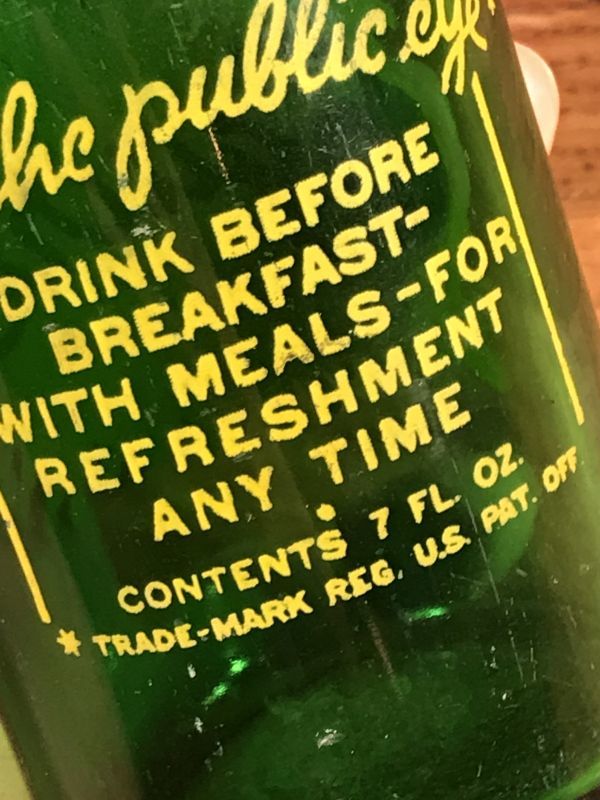 he public eye"
DRINK BEFORE
BREAKFAST-
WITH MEALS-FOR
REFRESHMENT
ANY TIME
CONTENTS 7 FL. OZ.
* TRADE-MARK REG. U.S. PAT. OFF